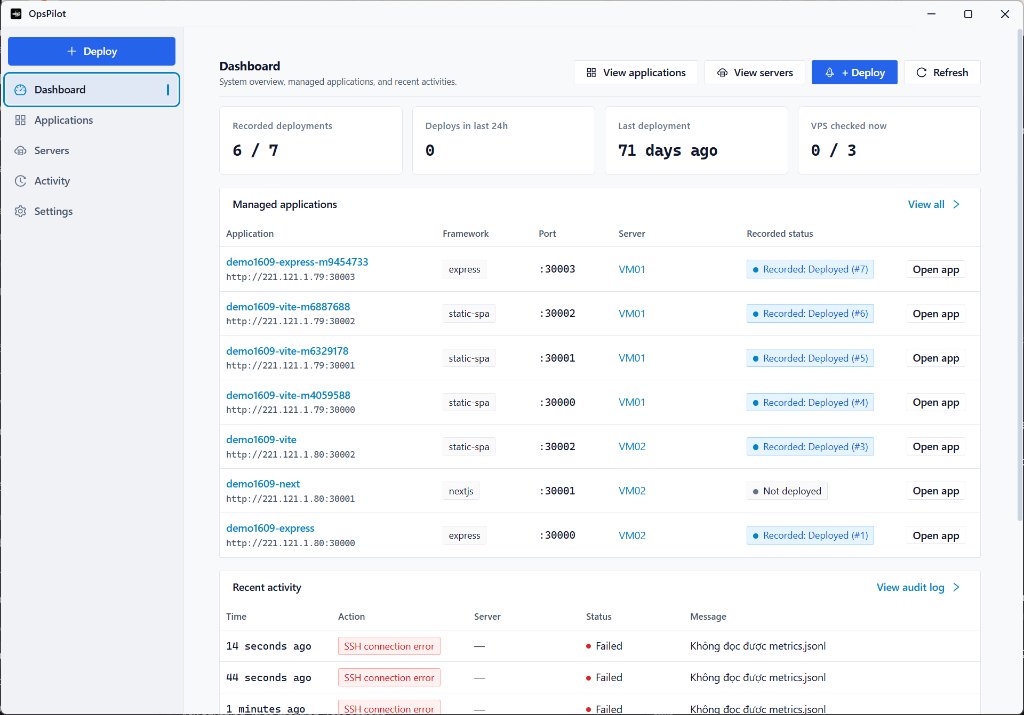 OpsPilot
+ Deploy
Dashboard
Applications
Servers
Activity
Settings
Dashboard
System overview, managed applications, and recent activities.
View applications
View servers
+ Deploy
Refresh
Recorded deployments
6 / 7
Deploys in last 24h
0
Last deployment
71 days ago
VPS checked now
0 / 3
Managed applications
View all
Application Framework Port Server Recorded status
demo1609-express-m9454733 express :30003 VM01 Recorded: Deployed (#7) Open app
http://221.121.1.79:30003
demo1609-vite-m6887688 static-spa :30002 VM01 Recorded: Deployed (#6) Open app
http://221.121.1.79:30002
demo1609-vite-m6329178 static-spa :30001 VM01 Recorded: Deployed (#5) Open app
http://221.121.1.79:30001
demo1609-vite-m4059588 static-spa :30000 VM01 Recorded: Deployed (#4) Open app
http://221.121.1.79:30000
demo1609-vite static-spa :30002 VM02 Recorded: Deployed (#3) Open app
http://221.121.1.80:30002
demo1609-next nextjs :30001 VM02 Not deployed Open app
http://221.121.1.80:30001
demo1609-express express :30000 VM02 Recorded: Deployed (#1) Open app
http://221.121.1.80:30000
Recent activity
View audit log
Time Action Server Status Message
14 seconds ago SSH connection error — Failed Không đọc được metrics.jsonl
44 seconds ago SSH connection error — Failed Không đọc được metrics.jsonl
1 minutes ago SSH connection error — Failed Không đọc được metrics.jsonl